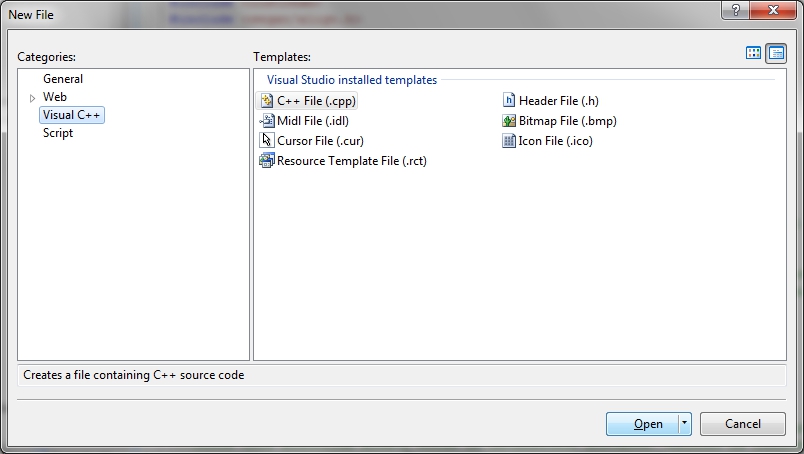 New File
Categories:
Templates:
General
Web
Visual C++
Script
Visual Studio installed templates
C++ File (.cpp)
Header File (.h)
Midl File (.idl)
Bitmap File (.bmp)
Cursor File (.cur)
Icon File (.ico)
Resource Template File (.rct)
Creates a file containing C++ source code
Open
Cancel